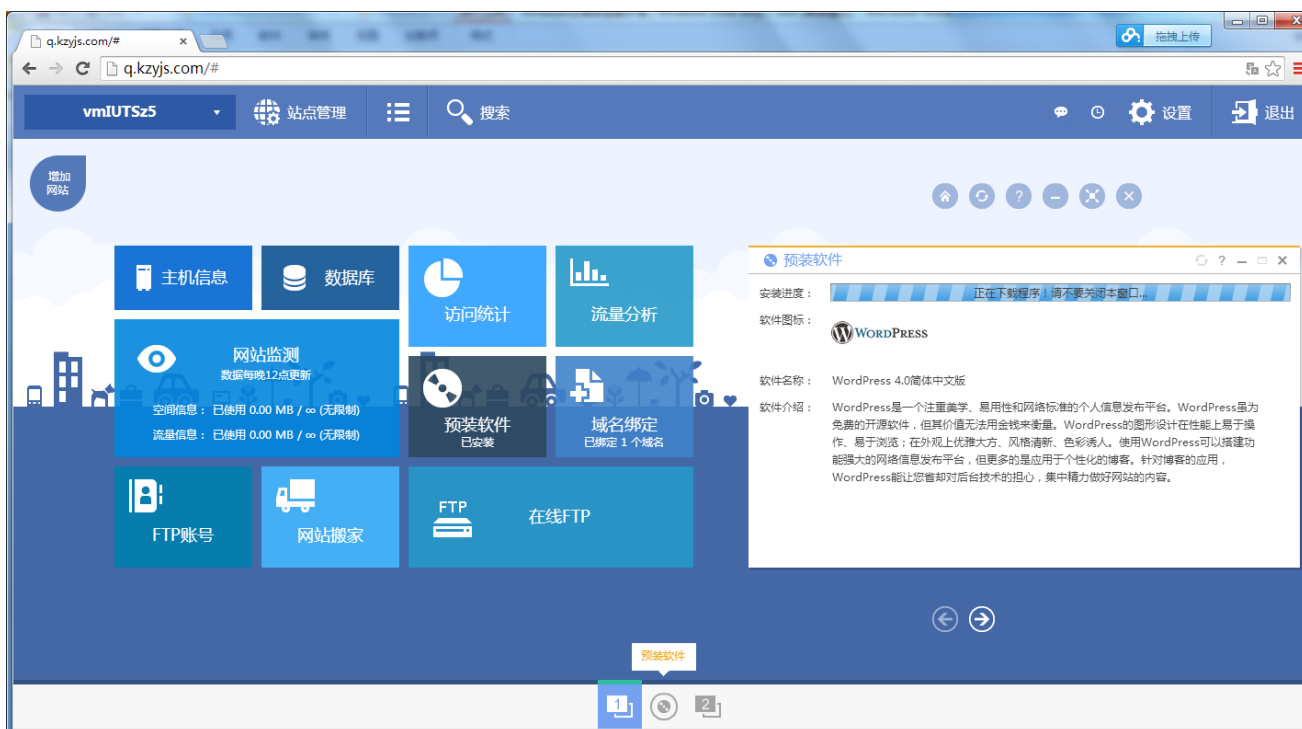 q.kzyjs.com/#
拖拽上传
q.kzyjs.com/#
vmIUTSz5
站点管理
搜索
设置
退出
增加
网站
主机信息
数据库
访问统计
流量分析
网站监测
数据每晚12点更新
空间信息： 已使用 0.00 MB / ∞ (无限制)
流量信息： 已使用 0.00 MB / ∞ (无限制)
预装软件
已安装
域名绑定
已绑定 1 个域名
FTP账号
网站搬家
FTP
在线FTP
预装软件
安装进度：
正在下载程序！请不要关闭本窗口...
软件图标：
WORDPRESS
软件名称： WordPress 4.0简体中文版
软件介绍： WordPress是一个注重美学、易用性和网络标准的个人信息发布平台。WordPress虽为
免费的开源软件，但其价值无法用金钱来衡量。WordPress的图形设计在性能上易于操
作、易于浏览；在外观上优雅大方、风格清新、色彩诱人。使用WordPress可以搭建功
能强大的网络信息发布平台，但更多的是应用于个性化的博客。针对博客的应用，
WordPress能让您省却对后台技术的担心，集中精力做好网站的内容。
预装软件
1
2